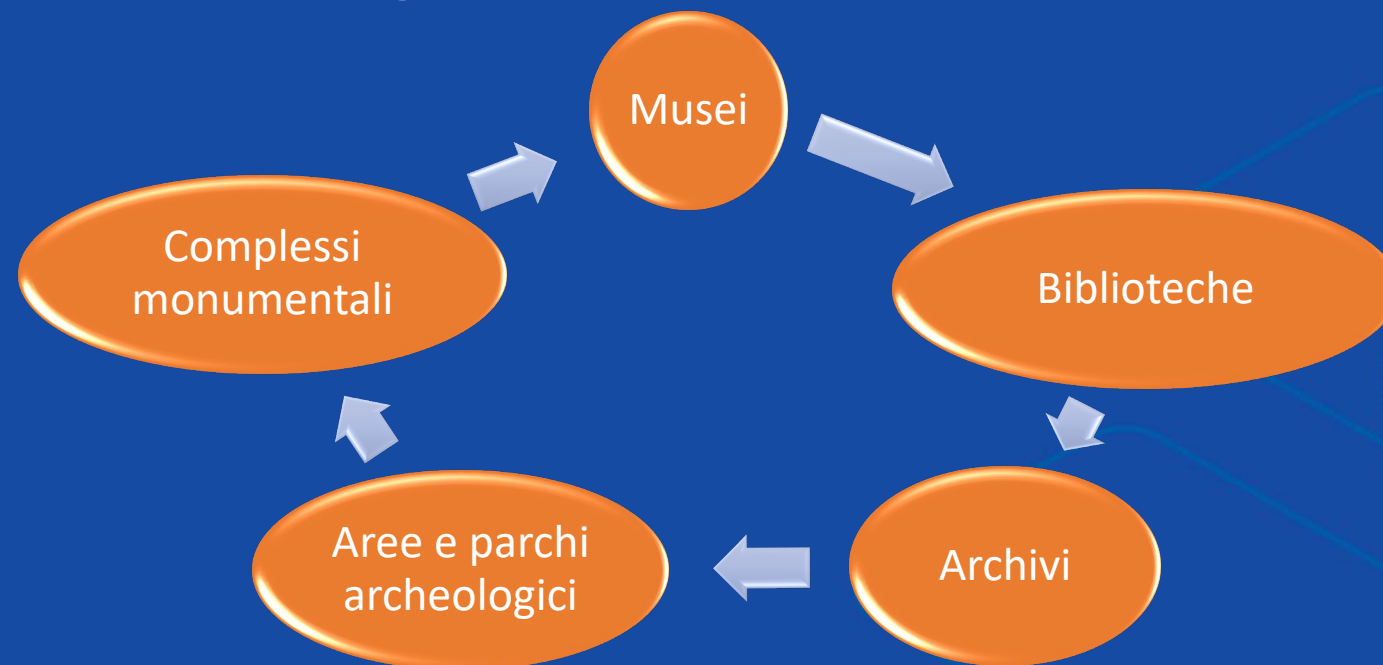 Musei
Biblioteche
Archivi
Aree e parchi
archeologici
Complessi
monumentali